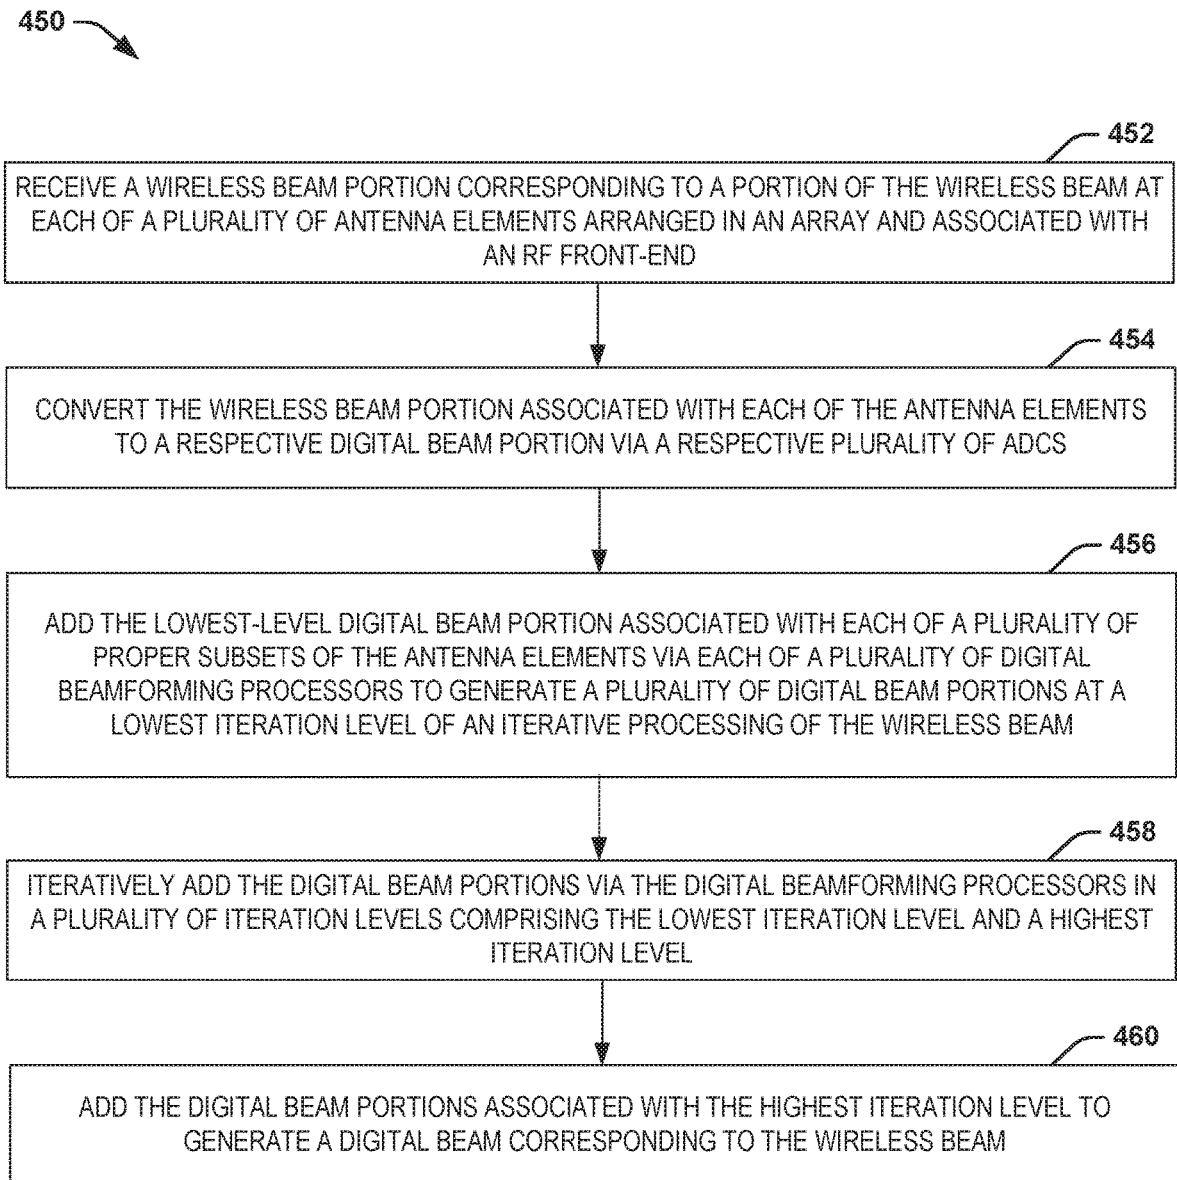 450
452
RECEIVE A WIRELESS BEAM PORTION CORRESPONDING TO A PORTION OF THE WIRELESS BEAM AT
EACH OF A PLURALITY OF ANTENNA ELEMENTS ARRANGED IN AN ARRAY AND ASSOCIATED WITH
AN RF FRONT-END
454
CONVERT THE WIRELESS BEAM PORTION ASSOCIATED WITH EACH OF THE ANTENNA ELEMENTS
TO A RESPECTIVE DIGITAL BEAM PORTION VIA A RESPECTIVE PLURALITY OF ADCS
456
ADD THE LOWEST-LEVEL DIGITAL BEAM PORTION ASSOCIATED WITH EACH OF A PLURALITY OF
PROPER SUBSETS OF THE ANTENNA ELEMENTS VIA EACH OF A PLURALITY OF DIGITAL
BEAMFORMING PROCESSORS TO GENERATE A PLURALITY OF DIGITAL BEAM PORTIONS AT A
LOWEST ITERATION LEVEL OF AN ITERATIVE PROCESSING OF THE WIRELESS BEAM
458
ITERATIVELY ADD THE DIGITAL BEAM PORTIONS VIA THE DIGITAL BEAMFORMING PROCESSORS IN
A PLURALITY OF ITERATION LEVELS COMPRISING THE LOWEST ITERATION LEVEL AND A HIGHEST
ITERATION LEVEL
460
ADD THE DIGITAL BEAM PORTIONS ASSOCIATED WITH THE HIGHEST ITERATION LEVEL TO
GENERATE A DIGITAL BEAM CORRESPONDING TO THE WIRELESS BEAM